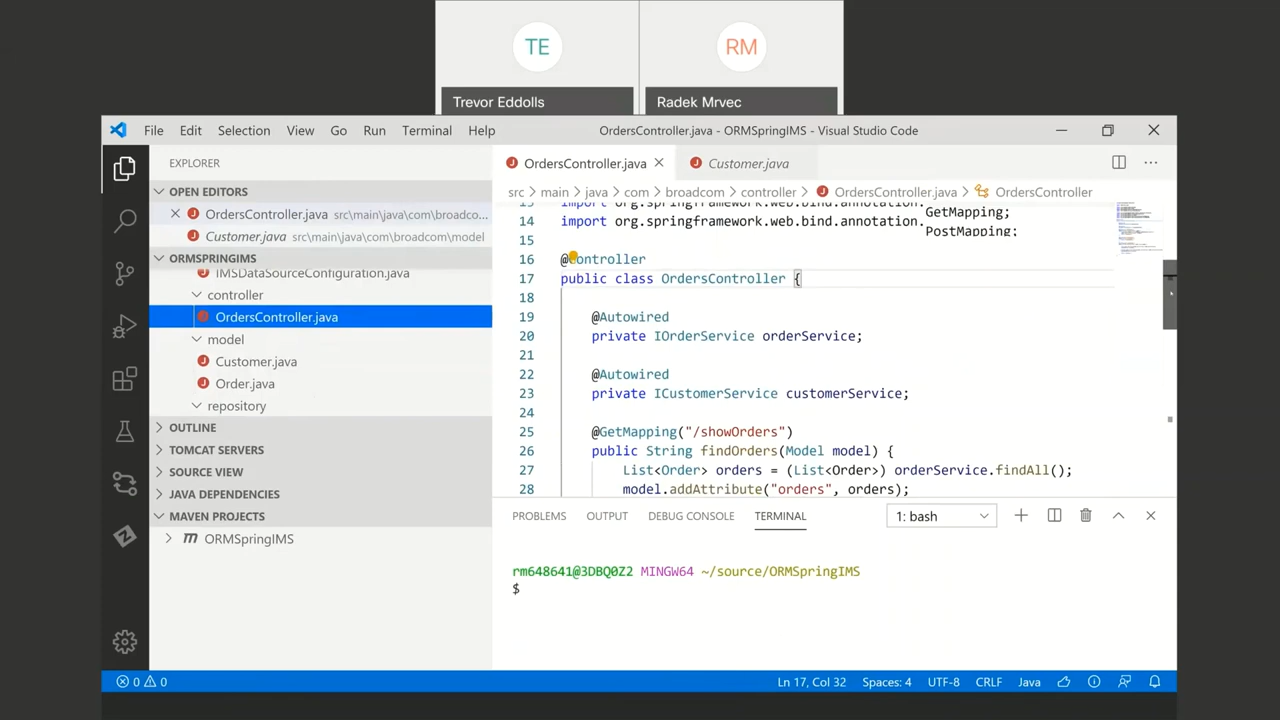 TE
RM
Trevor Eddolls
Radek Mrvec
File Edit Selection View Go Run Terminal Help
OrdersController.java - ORMSpringIMS - Visual Studio Code
EXPLORER
OPEN EDITORS
OrdersController.java src\main\java\com\broadco...
Customer.java src\main\java\com\broadcom\model
ORMSPRINGIMS
IMSDataSourceConfiguration.java
controller
OrdersController.java
model
Customer.java
Order.java
repository
OUTLINE
TOMCAT SERVERS
SOURCE VIEW
JAVA DEPENDENCIES
MAVEN PROJECTS
ORMSpringIMS
OrdersController.java
Customer.java
src > main > java > com > broadcom > controller > OrdersController.java > OrdersController
13 import org.springframework.web.bind.annotation.GetMapping;
14 import org.springframework.web.bind.annotation.PostMapping;
15
16 @Controller
17 public class OrdersController {
18
19 @Autowired
20 private IOrderService orderService;
21
22 @Autowired
23 private ICustomerService customerService;
24
25 @GetMapping("/showOrders")
26 public String findOrders(Model model) {
27 List<Order> orders = (List<Order>) orderService.findAll();
28 model.addAttribute("orders", orders);
PROBLEMS OUTPUT DEBUG CONSOLE TERMINAL
1: bash
rm648641@3DBQ0Z2 MINGW64 ~/source/ORMSpringIMS
$
0 0
Ln 17, Col 32 Spaces: 4 UTF-8 CRLF Java